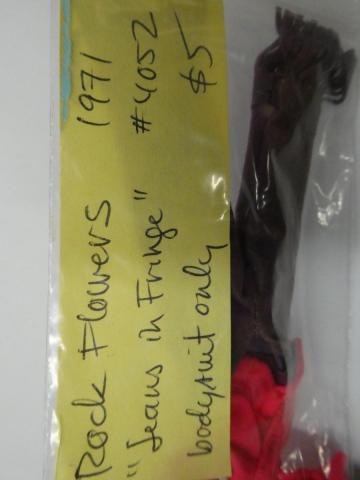 Rock Flowers 1971
"Jeans in Fringe" #4052
bodysuit only $5